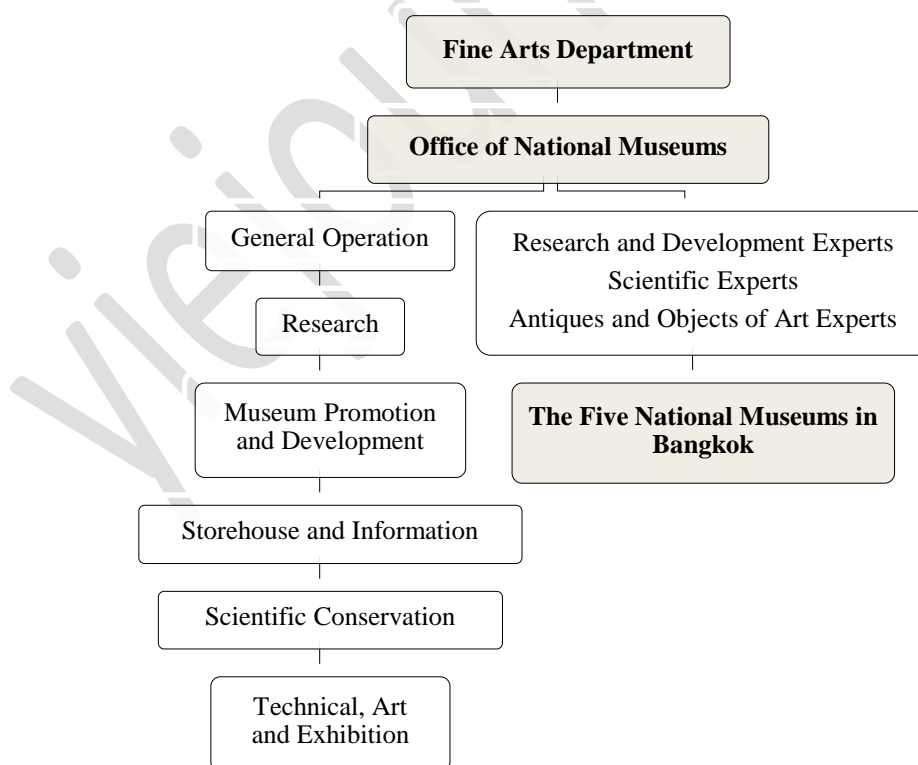 Fine Arts Department
Office of National Museums
General Operation
Research
Museum Promotion
and Development
Storehouse and Information
Scientific Conservation
Technical, Art
and Exhibition
Research and Development Experts
Scientific Experts
Antiques and Objects of Art Experts
The Five National Museums in
Bangkok